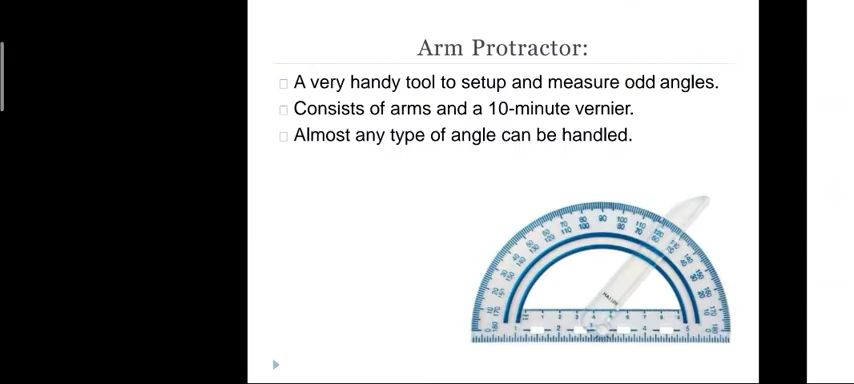 Arm Protractor:
A very handy tool to setup and measure odd angles.
Consists of arms and a 10-minute vernier.
Almost any type of angle can be handled.